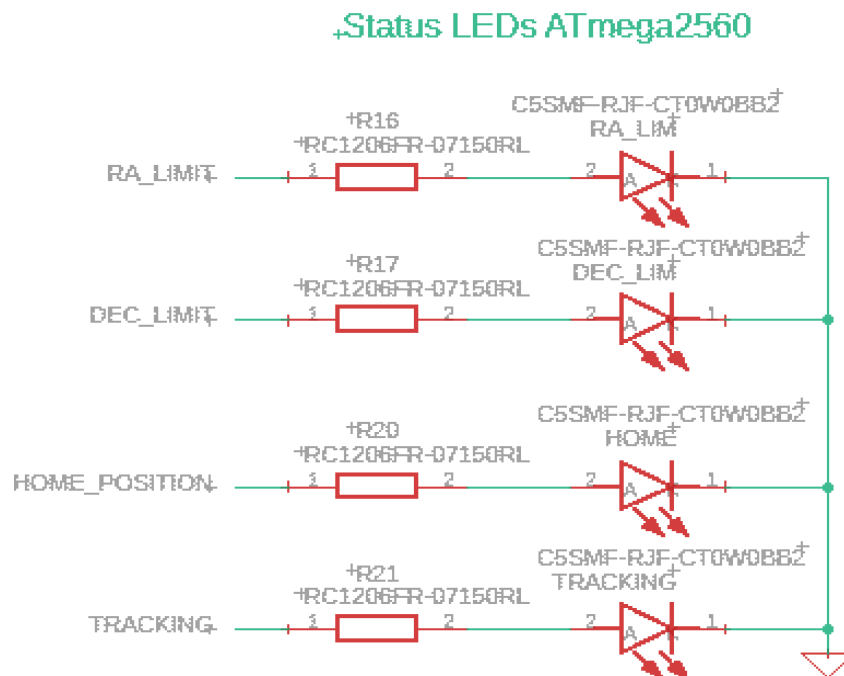 Status LEDs ATmega2560
C5SMF-RJF-CT0W0BB2
R16
RA_LIM
RC1206FR-07150RL
RA_LIMIT
1
2
2
A
1
C5SMF-RJF-CT0W0BB2
R17
DEC_LIM
RC1206FR-07150RL
DEC_LIMIT
1
2
2
A
1
C5SMF-RJF-CT0W0BB2
R20
HOME
RC1206FR-07150RL
HOME_POSITION
1
2
2
A
1
C5SMF-RJF-CT0W0BB2
R21
TRACKING
RC1206FR-07150RL
TRACKING
1
2
2
A
1